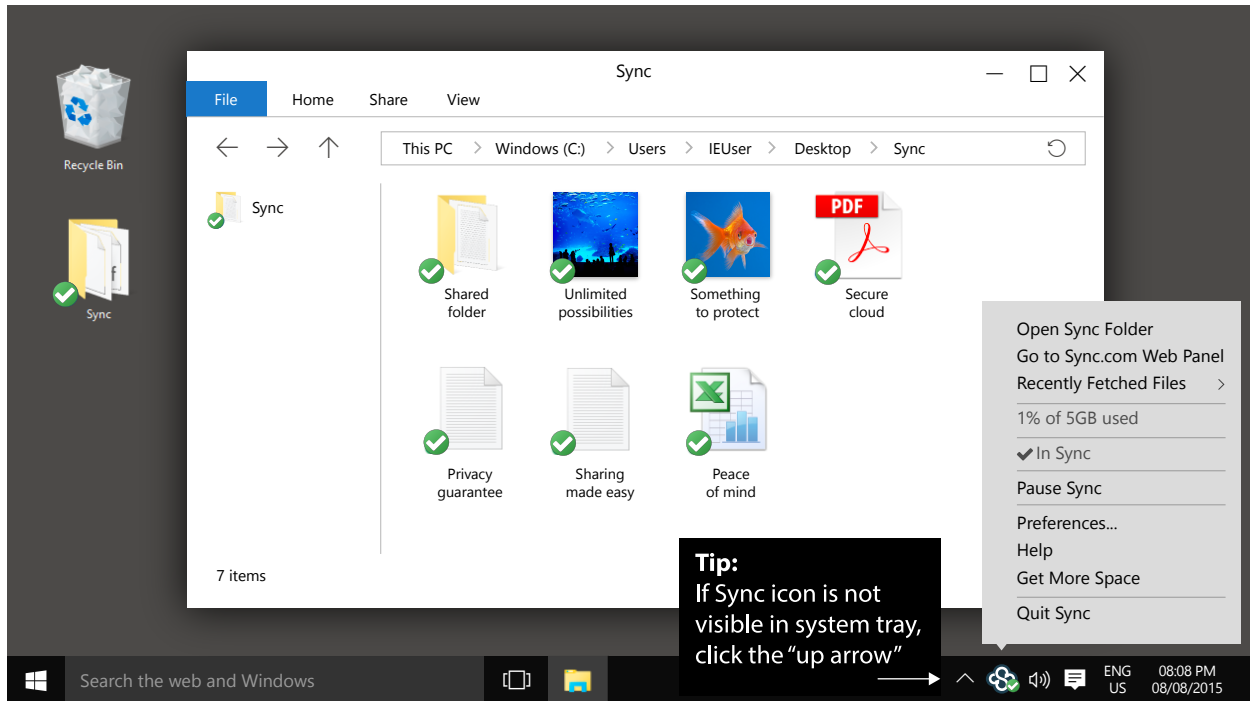 Recycle Bin
Sync
Sync
File Home Share View
This PC > Windows (C:) > Users > IEUser > Desktop > Sync
Sync
Shared
folder
Unlimited
possibilities
Something
to protect
PDF
Secure
cloud
Privacy
guarantee
Sharing
made easy
Peace
of mind
7 items
Open Sync Folder
Go to Sync.com Web Panel
Recently Fetched Files >
1% of 5GB used
In Sync
Pause Sync
Preferences...
Help
Get More Space
Quit Sync
Tip:
If Sync icon is not
visible in system tray,
click the “up arrow”
Search the web and Windows
ENG
US
08:08 PM
08/08/2015